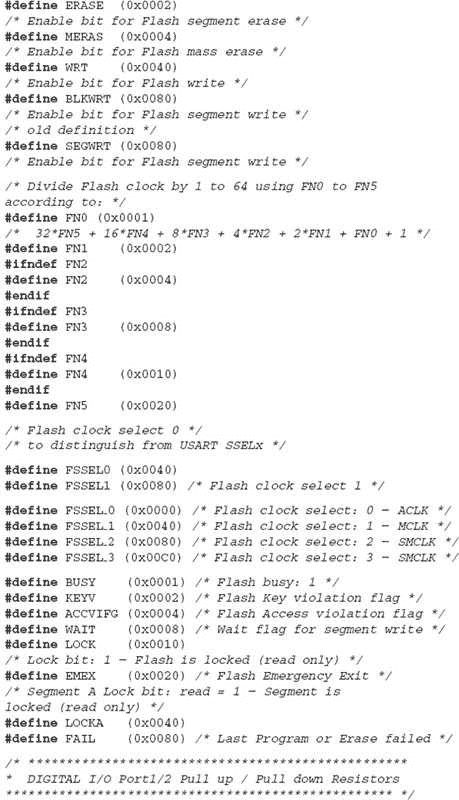 #define ERASE (0x0002)
/* Enable bit for Flash segment erase */
#define MERAS (0x0004)
/* Enable bit for Flash mass erase */
#define WRT (0x0040)
/* Enable bit for Flash write */
#define BLKWRT (0x0080)
/* Enable bit for Flash segment write */
/* old definition */
#define SEGWRT (0x0080)
/* Enable bit for Flash segment write */
/* Divide Flash clock by 1 to 64 using FN0 to FN5
according to: */
#define FN0 (0x0001)
/* 32*FN5 + 16*FN4 + 8*FN3 + 4*FN2 + 2*FN1 + FN0 + 1 */
#define FN1 (0x0002)
#ifndef FN2
#define FN2 (0x0004)
#endif
#ifndef FN3
#define FN3 (0x0008)
#endif
#ifndef FN4
#define FN4 (0x0010)
#endif
#define FN5 (0x0020)
/* Flash clock select 0 */
/* to distinguish from USART SSELx */
#define FSSEL0 (0x0040)
#define FSSEL1 (0x0080) /* Flash clock select 1 */
#define FSSEL_0 (0x0000) /* Flash clock select: 0 − ACLK */
#define FSSEL_1 (0x0040) /* Flash clock select: 1 − MCLK */
#define FSSEL_2 (0x0080) /* Flash clock select: 2 − SMCLK */
#define FSSEL_3 (0x00C0) /* Flash clock select: 3 − SMCLK */
#define BUSY (0x0001) /* Flash busy: 1 */
#define KEYV (0x0002) /* Flash Key violation flag */
#define ACCVIFG (0x0004) /* Flash Access violation flag */
#define WAIT (0x0008) /* Wait flag for segment write */
#define LOCK (0x0010)
/* Lock bit: 1 − Flash is locked (read only) */
#define EMEX (0x0020) /* Flash Emergency Exit */
/* Segment A Lock bit: read = 1 − Segment is
locked (read only) */
#define LOCKA (0x0040)
#define FAIL (0x0080) /* Last Program or Erase failed */
/* **************************************************
* DIGITAL I/O Port1/2 Pull up / Pull down Resistors
****************************************************** */